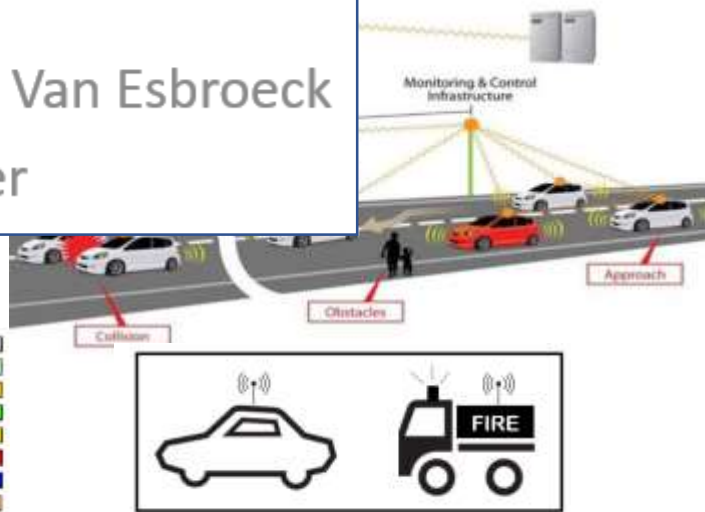 Van Esbroeck
er
Monitoring & Control
Infrastructure
Approach
Obstacles
Collision
FIRE